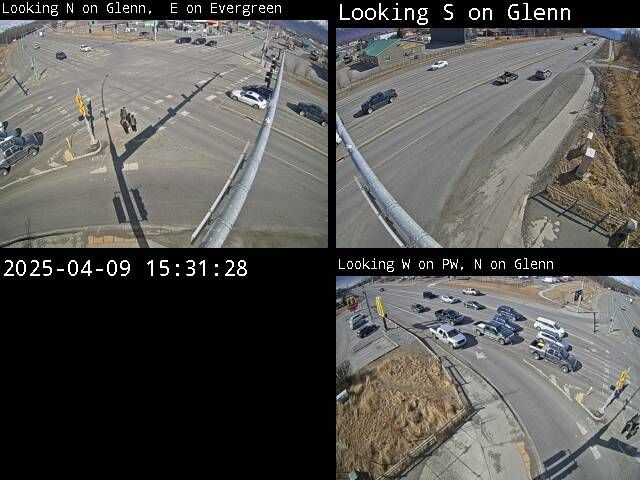 Looking N on Glenn, E on Evergreen
Looking S on Glenn
2025-04-09 15:31:28
Looking W on PW, N on Glenn